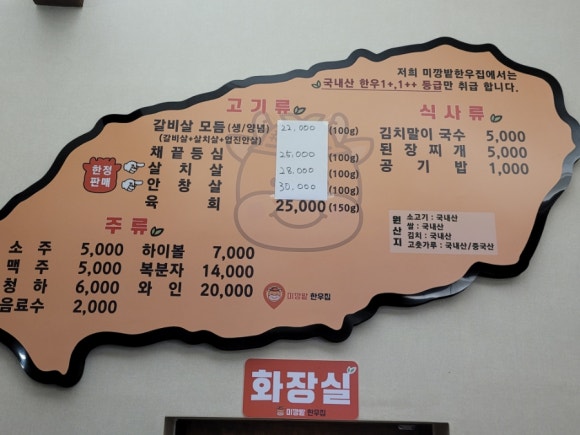 저희 미깡밭한우집에서는
국내산 한우1+,1++ 등급만 취급 합니다.
고기류
갈비살 모듬(생/양념) 22,000 (100g)
(갈비살+살치살+업진안살)
채끝등심 25,000 (100g)
한정
판매
살치살 28,000 (100g)
안창살 30,000 (100g)
육회 25,000 (150g)
식사류
김치말이 국수 5,000
된장찌개 5,000
공기밥 1,000
원산지
소고기 : 국내산
쌀 : 국내산
김치 : 국내산
고춧가루 : 국내산/중국산
주류
소주 5,000 하이볼 7,000
맥주 5,000 복분자 14,000
청하 6,000 와인 20,000
음료수 2,000
미깡밭 한우집
화장실
미깡밭 한우집